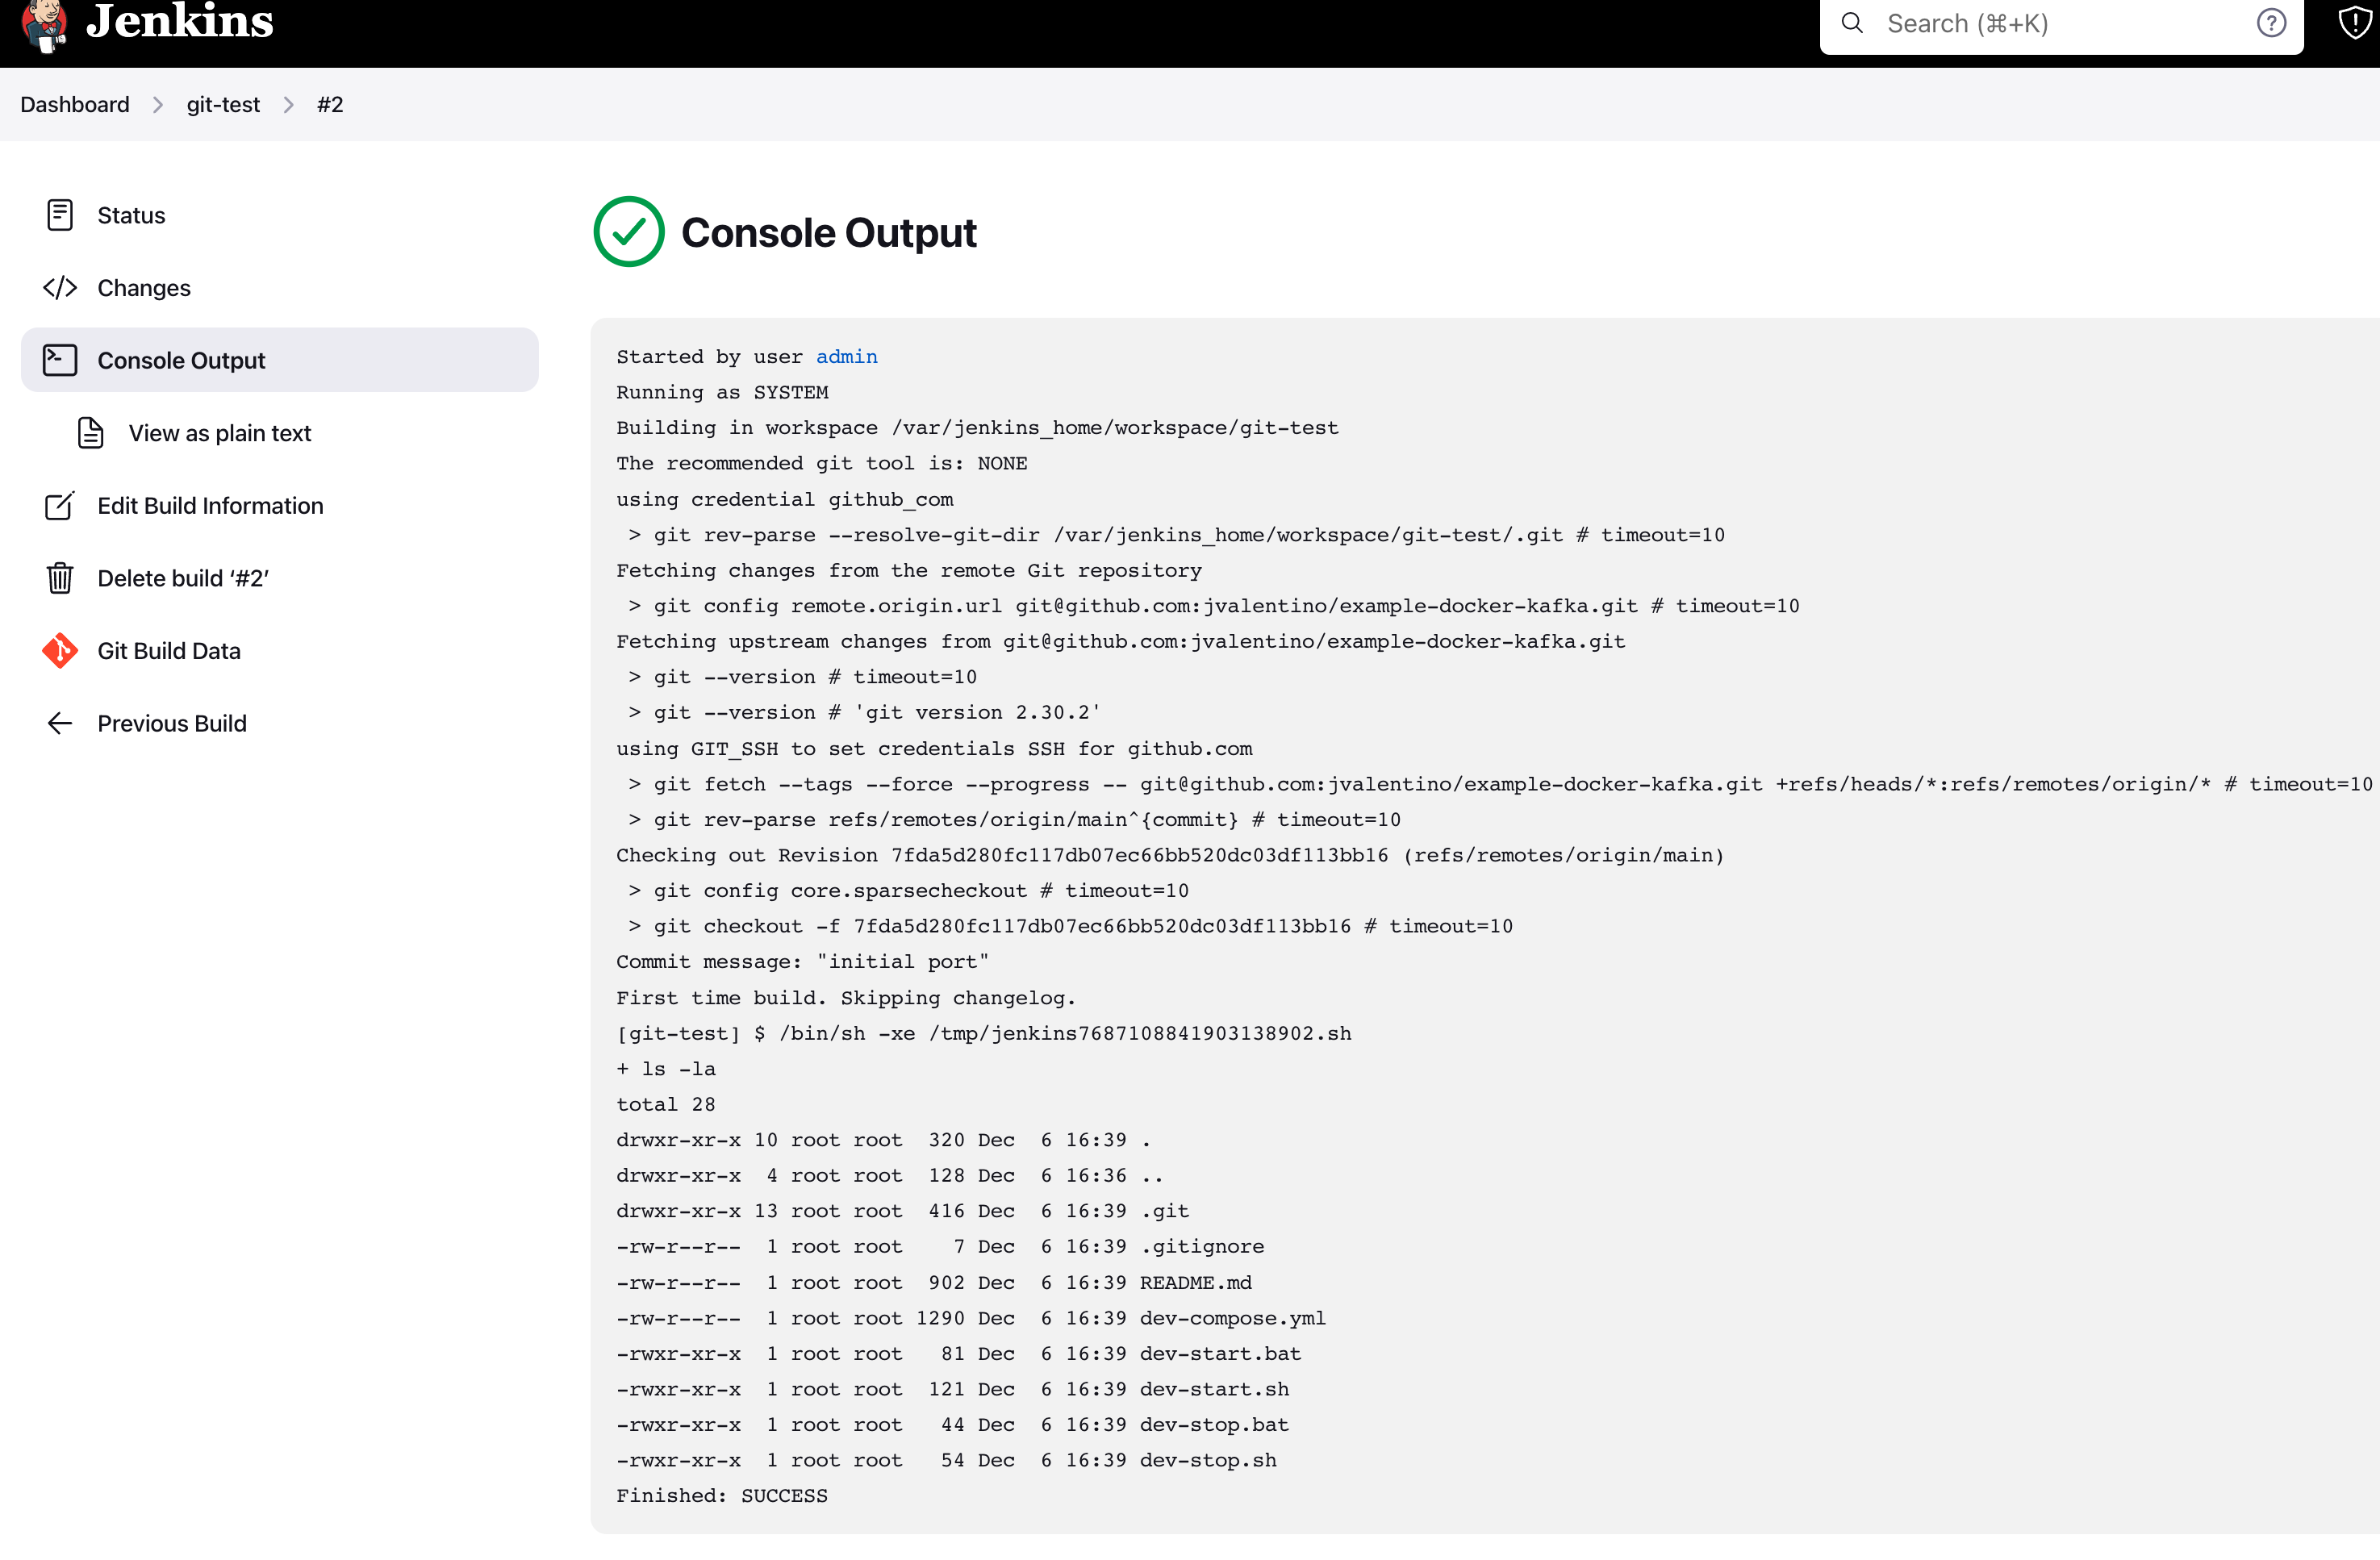 Jenkins
Search (⌘+K)
Dashboard > git-test > #2
Status
Changes
Console Output
View as plain text
Edit Build Information
Delete build ‘#2’
Git Build Data
Previous Build
Console Output
Started by user admin
Running as SYSTEM
Building in workspace /var/jenkins_home/workspace/git-test
The recommended git tool is: NONE
using credential github_com
 > git rev-parse --resolve-git-dir /var/jenkins_home/workspace/git-test/.git # timeout=10
Fetching changes from the remote Git repository
 > git config remote.origin.url git@github.com:jvalentino/example-docker-kafka.git # timeout=10
Fetching upstream changes from git@github.com:jvalentino/example-docker-kafka.git
 > git --version # timeout=10
 > git --version # 'git version 2.30.2'
using GIT_SSH to set credentials SSH for github.com
 > git fetch --tags --force --progress -- git@github.com:jvalentino/example-docker-kafka.git +refs/heads/*:refs/remotes/origin/* # timeout=10
 > git rev-parse refs/remotes/origin/main^{commit} # timeout=10
Checking out Revision 7fda5d280fc117db07ec66bb520dc03df113bb16 (refs/remotes/origin/main)
 > git config core.sparsecheckout # timeout=10
 > git checkout -f 7fda5d280fc117db07ec66bb520dc03df113bb16 # timeout=10
Commit message: "initial port"
First time build. Skipping changelog.
[git-test] $ /bin/sh -xe /tmp/jenkins7687108841903138902.sh
+ ls -la
total 28
drwxr-xr-x 10 root root  320 Dec  6 16:39 .
drwxr-xr-x  4 root root  128 Dec  6 16:36 ..
drwxr-xr-x 13 root root  416 Dec  6 16:39 .git
-rw-r--r--  1 root root    7 Dec  6 16:39 .gitignore
-rw-r--r--  1 root root  902 Dec  6 16:39 README.md
-rw-r--r--  1 root root 1290 Dec  6 16:39 dev-compose.yml
-rwxr-xr-x  1 root root   81 Dec  6 16:39 dev-start.bat
-rwxr-xr-x  1 root root  121 Dec  6 16:39 dev-start.sh
-rwxr-xr-x  1 root root   44 Dec  6 16:39 dev-stop.bat
-rwxr-xr-x  1 root root   54 Dec  6 16:39 dev-stop.sh
Finished: SUCCESS